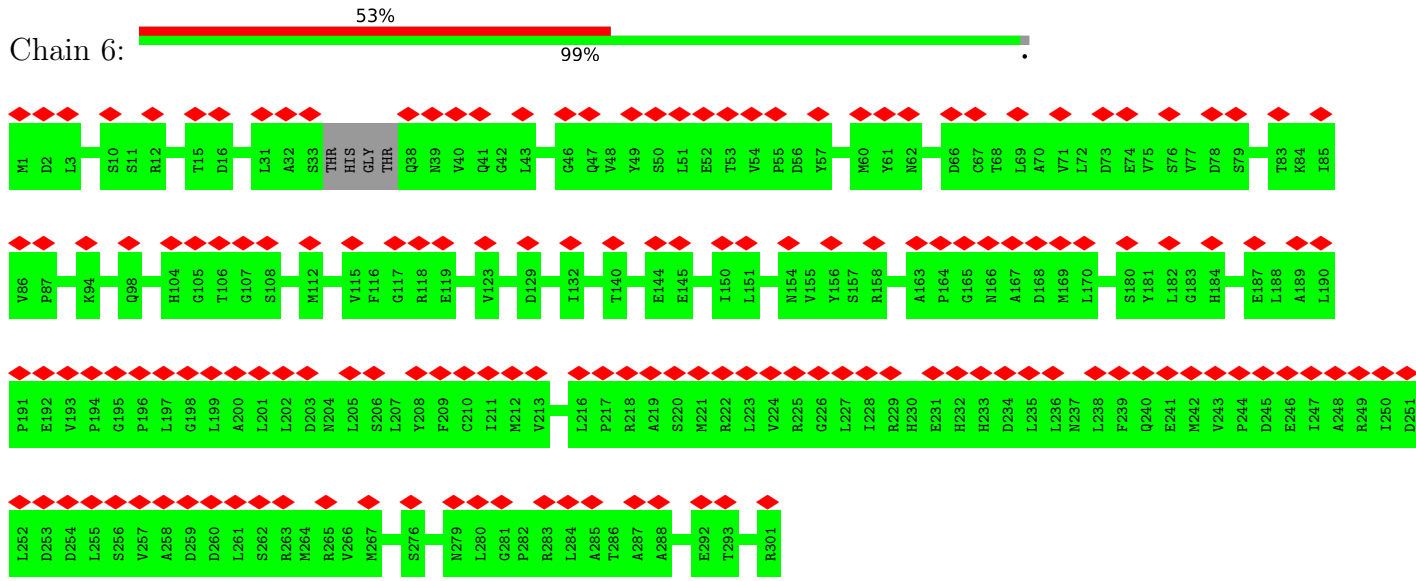 53%
Chain 6:
99%
.
M1 D2 L3 S10 S11 R12 T15 D16 L31 A32 S33 THR HIS GLY THR Q38 N39 V40 Q41 G42 L43 G46 Q47 V48 Y49 S50 L51 E52 T53 V54 P55 D56 Y57 M60 Y61 N62 D66 C67 T68 L69 A70 V71 L72 D73 E74 V75 S76 V77 D78 S79 T83 K84 I85
V86 P87 K94 Q98 H104 G105 T106 G107 S108 M112 V115 F116 G117 R118 E119 V123 D129 I132 T140 E144 E145 I150 L151 N154 V155 Y156 S157 R158 A163 P164 G165 N166 A167 D168 M169 L170 S180 Y181 L182 G183 H184 E187 L188 A189 L190
P191 E192 V193 P194 G195 P196 L197 G198 L199 A200 L201 L202 D203 N204 L205 S206 L207 Y208 F209 C210 I211 M212 V213 L216 P217 R218 A219 S220 M221 R222 L223 V224 R225 G226 L227 I228 R229 H230 E231 H232 H233 D234 L235 L236 N237 L238 F239 Q240 E241 M242 V243 P244 D245 E246 I247 A248 R249 I250 D251
L252 D253 D254 L255 S256 V257 A258 D259 D260 L261 S262 R263 M264 R265 V266 M267 S276 N279 L280 G281 P282 R283 L284 A285 T286 A287 A288 E292 T293 R301